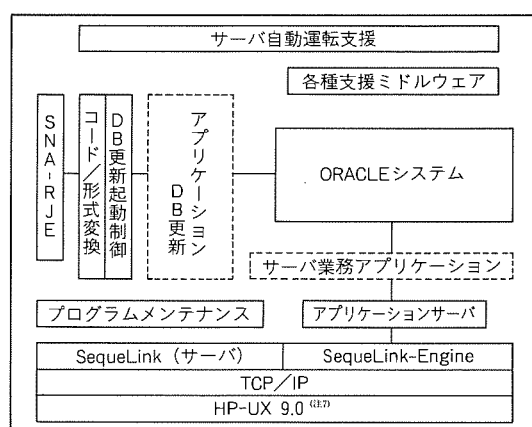 サーバ自動運転支援
各種支援ミドルウェア
SNA-RJE
コード/形式変換
DB更新起動制御
アプリケーション
DB更新
ORACLEシステム
サーバ業務アプリケーション
プログラムメンテナンス
アプリケーションサーバ
SequeLink(サーバ)
SequeLink-Engine
TCP/IP
HP-UX 9.0(注7)